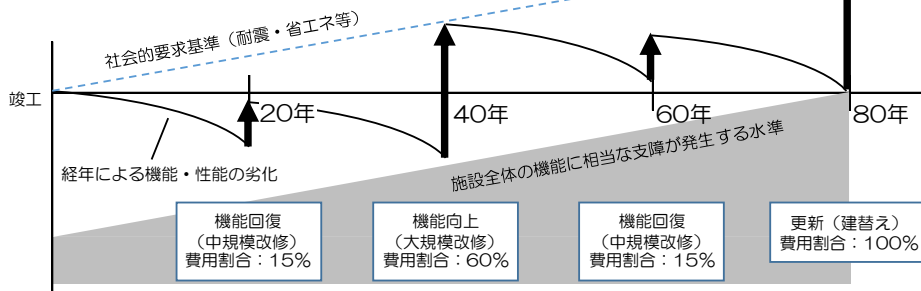 社会的要求基準（耐震・省エネ等）
竣工
20年
40年
60年
80年
経年による機能・性能の劣化
施設全体の機能に相当な支障が発生する水準
機能回復
（中規模改修）
費用割合：15%
機能向上
（大規模改修）
費用割合：60%
機能回復
（中規模改修）
費用割合：15%
更新（建替え）
費用割合：100%